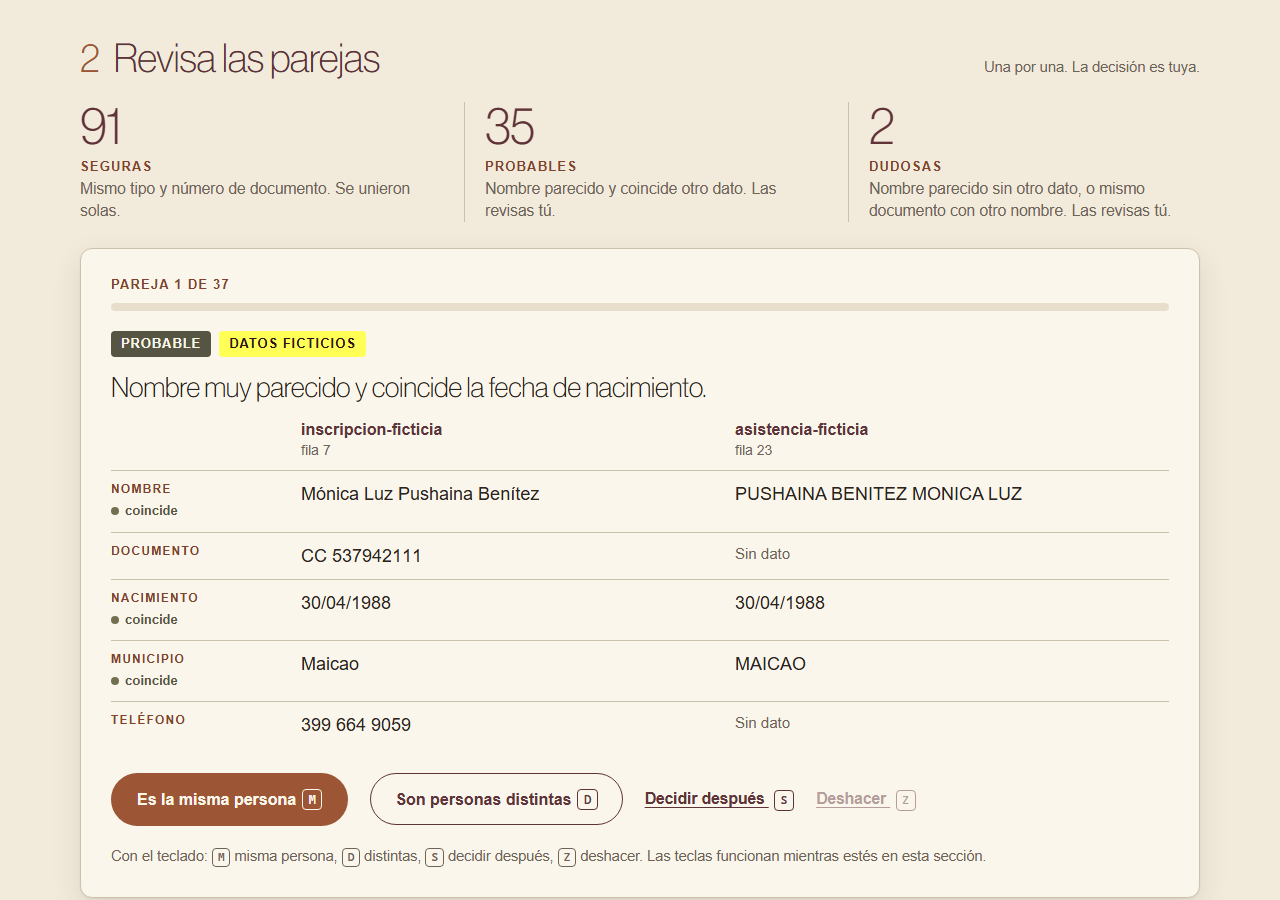 2 Revisa las parejas
Una por una. La decisión es tuya.
91
SEGURAS
Mismo tipo y número de documento. Se unieron
solas.
35
PROBABLES
Nombre parecido y coincide otro dato. Las
revisas tú.
2
DUDOSAS
Nombre parecido sin otro dato, o mismo
documento con otro nombre. Las revisas tú.
PAREJA 1 DE 37
PROBABLE DATOS FICTICIOS
Nombre muy parecido y coincide la fecha de nacimiento.
inscripcion-ficticia asistencia-ficticia
fila 7 fila 23
NOMBRE Mónica Luz Pushaina Benítez PUSHAINA BENITEZ MONICA LUZ
coincide
DOCUMENTO CC 537942111 Sin dato
NACIMIENTO 30/04/1988 30/04/1988
coincide
MUNICIPIO Maicao MAICAO
coincide
TELÉFONO 399 664 9059 Sin dato
Es la misma persona M Son personas distintas D Decidir después S Deshacer Z
Con el teclado: M misma persona, D distintas, S decidir después, Z deshacer. Las teclas funcionan mientras estés en esta sección.